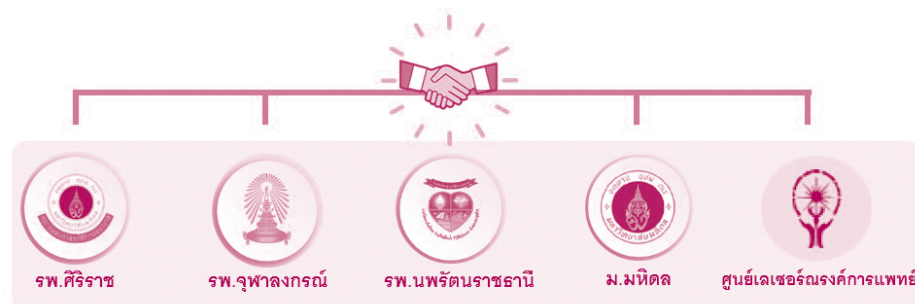 รพ.ศิริราช
รพ.จุฬาลงกรณ์
รพ.นพรัตนราชธานี
ม.มหิดล
ศูนย์เลเซอร์ณรงค์การแพทย์